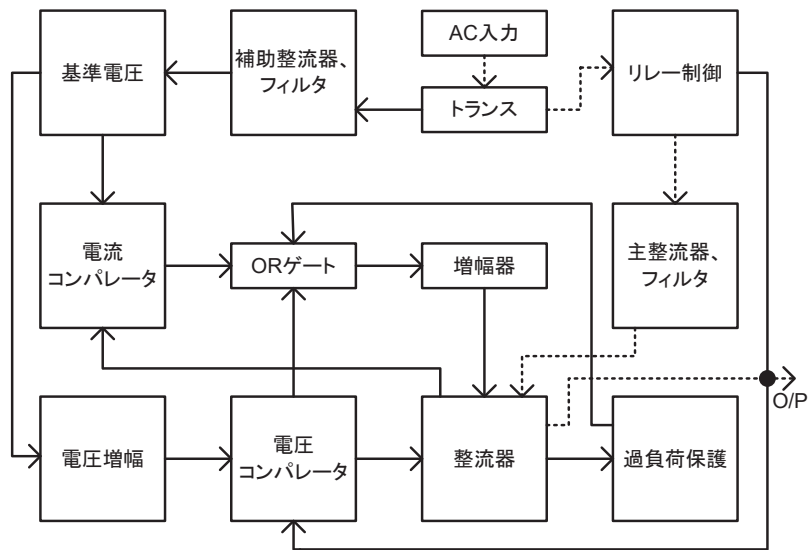 AC入力
基準電圧
補助整流器、
フィルタ
トランス
リレー制御
電流
コンパレータ
ORゲート
増幅器
主整流器、
フィルタ
O/P
電圧増幅
電圧
コンパレータ
整流器
過負荷保護